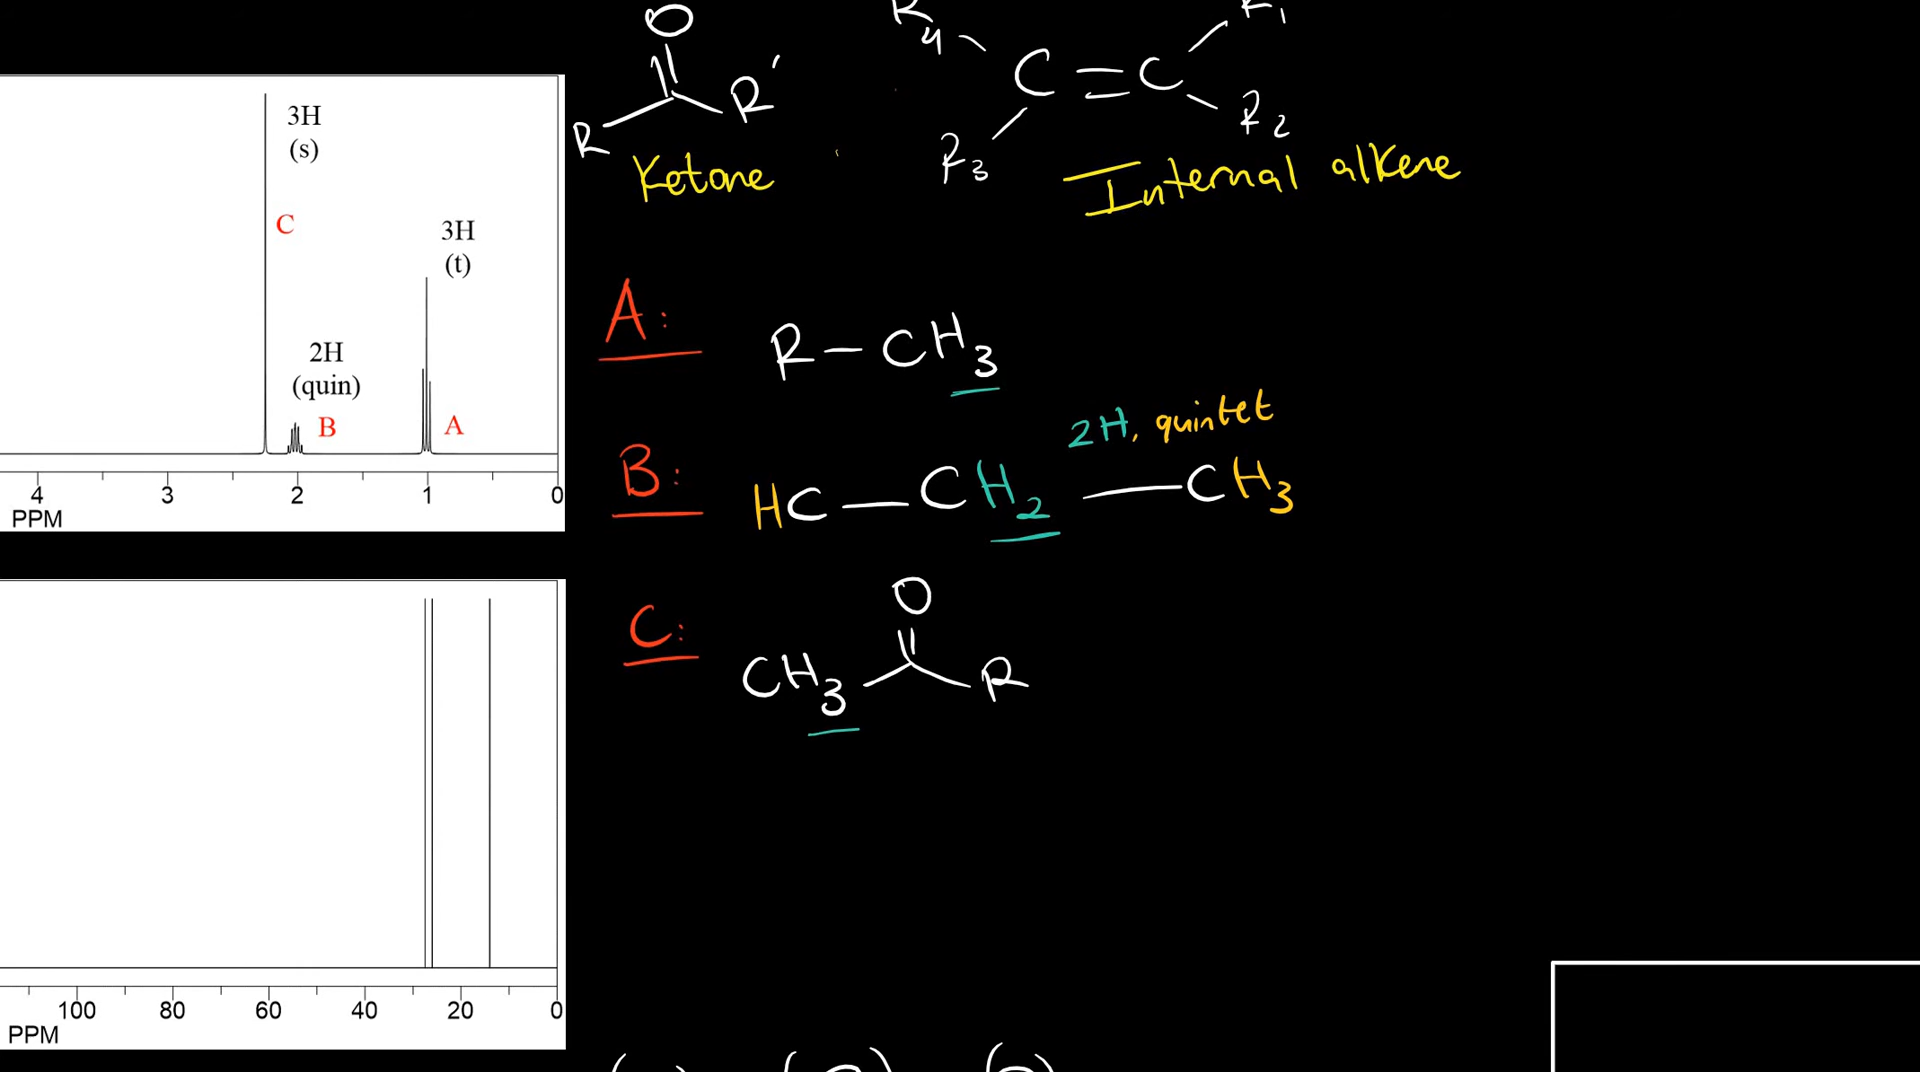 3H
(s)
C
3H
(t)
2H
(quin)
B
A
4 3 2 1 0
PPM
100 80 60 40 20 0
PPM
O
R
R'
Ketone
R4
R1
C=C
R3
R2
Internal alkene
A:
R-CH3
B:
2H, quintet
HC-CH2-CH3
C:
O
CH3
R